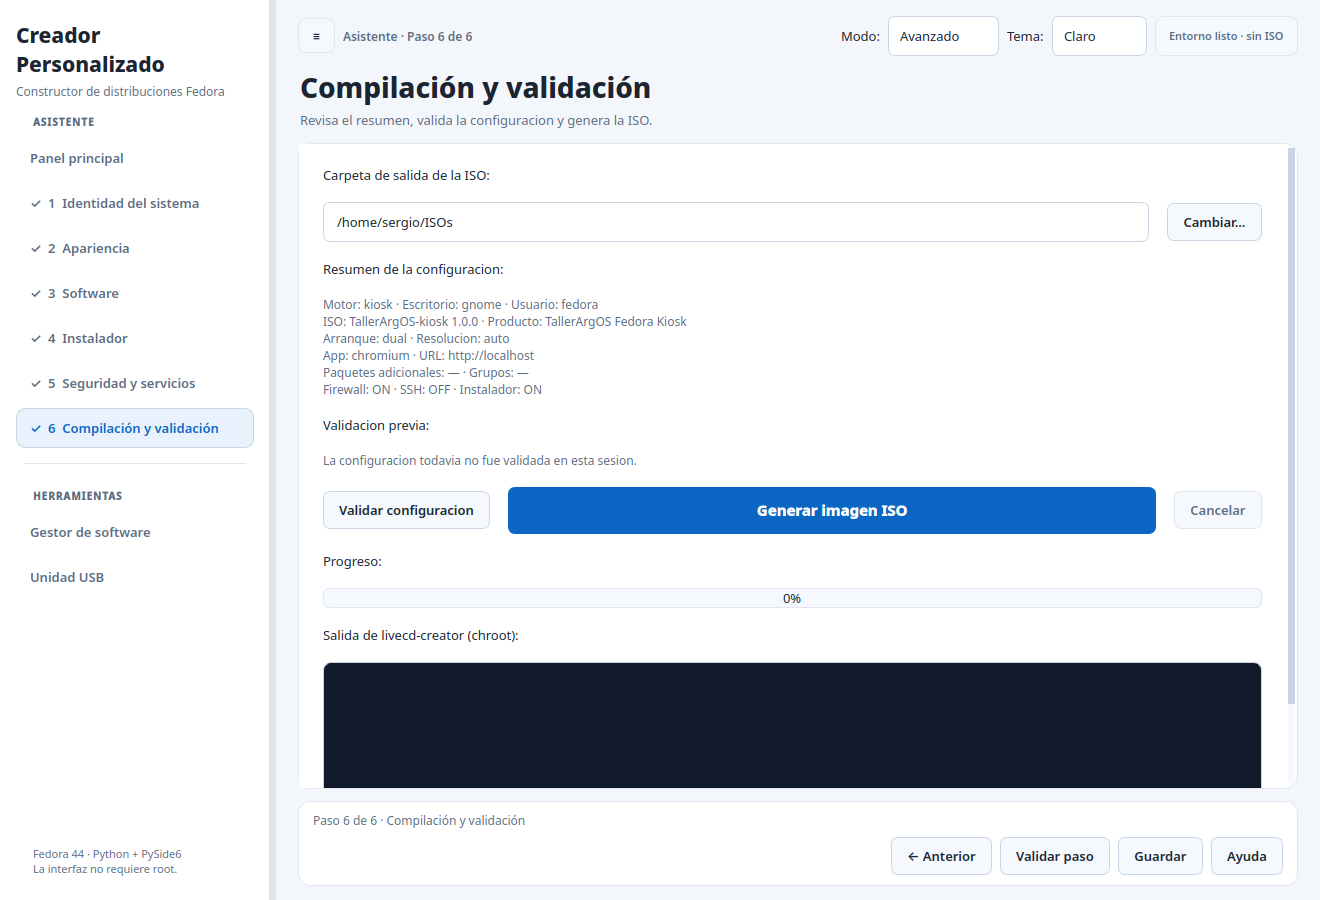 Creador
Personalizado
Constructor de distribuciones Fedora
ASISTENTE
Panel principal
✓ 1 Identidad del sistema
✓ 2 Apariencia
✓ 3 Software
✓ 4 Instalador
✓ 5 Seguridad y servicios
✓ 6 Compilación y validación
HERRAMIENTAS
Gestor de software
Unidad USB
Fedora 44 · Python + PySide6
La interfaz no requiere root.
≡ Asistente · Paso 6 de 6 Modo: Avanzado Tema: Claro Entorno listo · sin ISO
Compilación y validación
Revisa el resumen, valida la configuracion y genera la ISO.
Carpeta de salida de la ISO:
/home/sergio/ISOs Cambiar...
Resumen de la configuracion:
Motor: kiosk · Escritorio: gnome · Usuario: fedora
ISO: TallerArgOS-kiosk 1.0.0 · Producto: TallerArgOS Fedora Kiosk
Arranque: dual · Resolucion: auto
App: chromium · URL: http://localhost
Paquetes adicionales: — · Grupos: —
Firewall: ON · SSH: OFF · Instalador: ON
Validacion previa:
La configuracion todavia no fue validada en esta sesion.
Validar configuracion Generar imagen ISO Cancelar
Progreso:
0%
Salida de livecd-creator (chroot):
Paso 6 de 6 · Compilación y validación
← Anterior Validar paso Guardar Ayuda